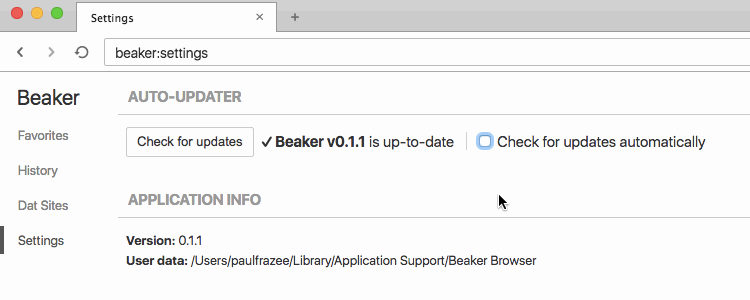 Settings
beaker:settings
Beaker
Favorites
History
Dat Sites
Settings
AUTO-UPDATER
Check for updates ✓ Beaker v0.1.1 is up-to-date Check for updates automatically
APPLICATION INFO
Version: 0.1.1
User data: /Users/paulfrazee/Library/Application Support/Beaker Browser